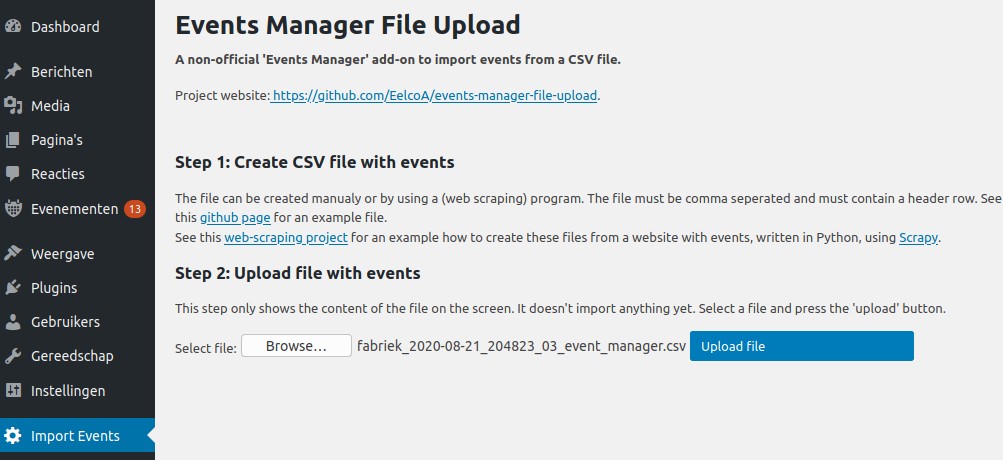 Dashboard
Berichten
Media
Pagina's
Reacties
Evenementen 13
Weergave
Plugins
Gebruikers
Gereedschap
Instellingen
Import Events
Events Manager File Upload
A non-official 'Events Manager' add-on to import events from a CSV file.
Project website: https://github.com/EelcoA/events-manager-file-upload.
Step 1: Create CSV file with events
The file can be created manualy or by using a (web scraping) program. The file must be comma seperated and must contain a header row. See
this github page for an example file.
See this web-scraping project for an example how to create these files from a website with events, written in Python, using Scrapy.
Step 2: Upload file with events
This step only shows the content of the file on the screen. It doesn't import anything yet. Select a file and press the 'upload' button.
Select file: Browse... fabriek_2020-08-21_204823_03_event_manager.csv Upload file